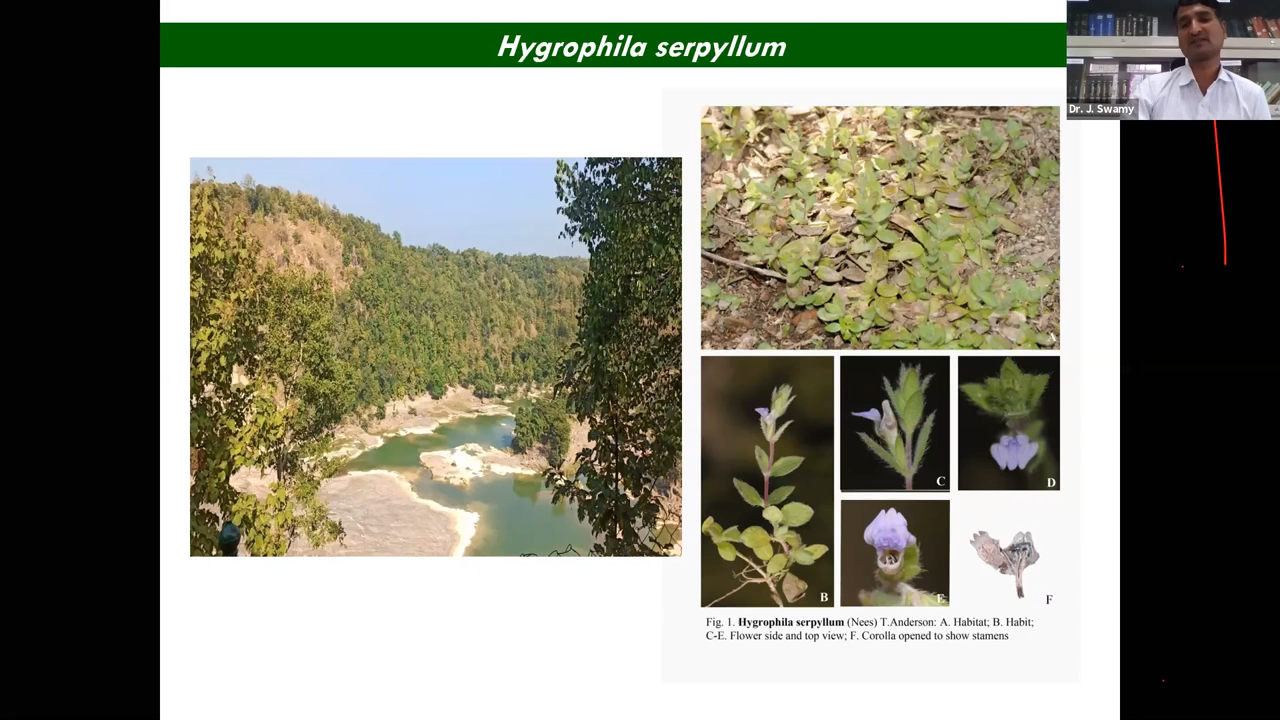 Hygrophila serpyllum
Dr. J. Swamy
B
C
D
E
F
Fig. 1. Hygrophila serpyllum (Nees) T.Anderson: A. Habitat; B. Habit;
C-E. Flower side and top view; F. Corolla opened to show stamens